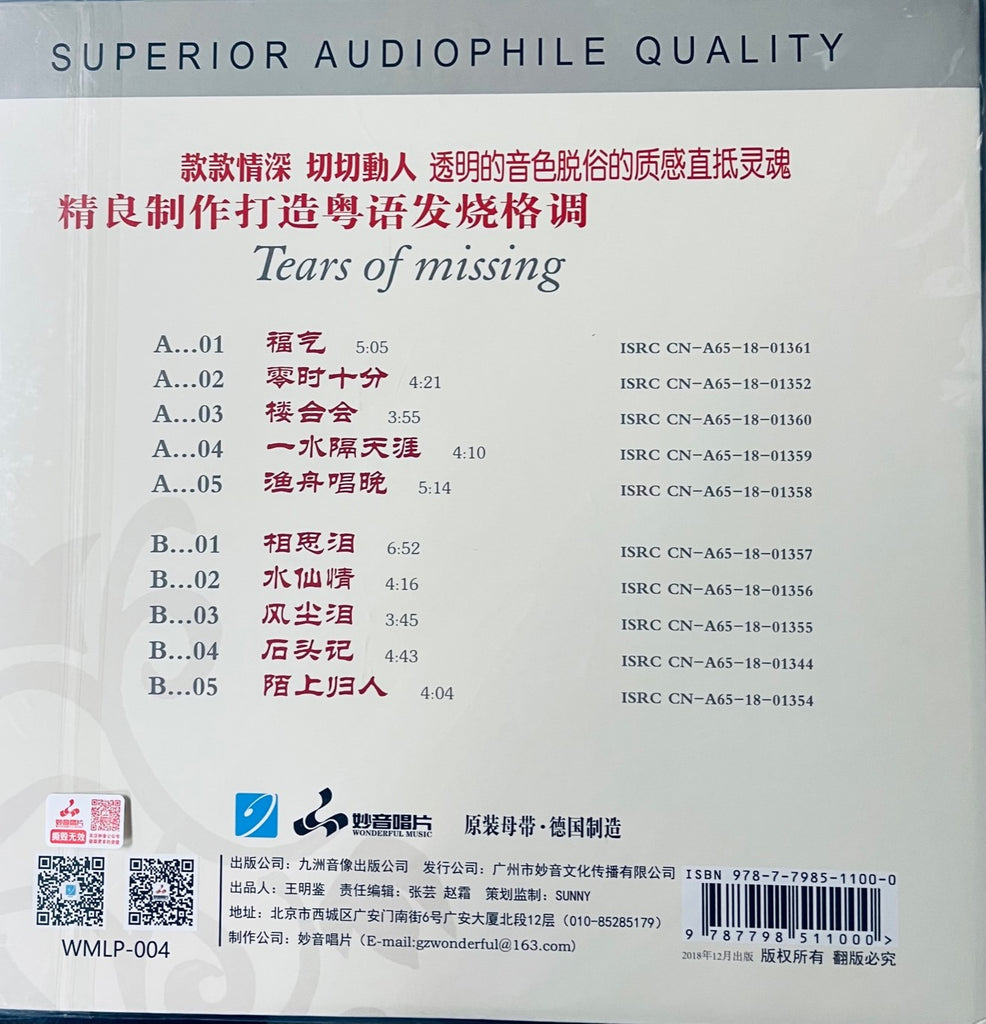 SUPERIOR AUDIOPHILE QUALITY
款款情深 切切動人 透明的音色脱俗的质感直抵灵魂
精良制作打造粤语发烧格调
Tears of missing
A…01 福气 5:05 ISRC CN-A65-18-01361
A…02 零时十分 4:21 ISRC CN-A65-18-01352
A…03 楼台会 3:55 ISRC CN-A65-18-01360
A…04 一水隔天涯 4:10 ISRC CN-A65-18-01359
A…05 渔舟唱晚 5:14 ISRC CN-A65-18-01358
B…01 相思泪 6:52 ISRC CN-A65-18-01357
B…02 水仙情 4:16 ISRC CN-A65-18-01356
B…03 风尘泪 3:45 ISRC CN-A65-18-01355
B…04 石头记 4:43 ISRC CN-A65-18-01344
B…05 陌上归人 4:04 ISRC CN-A65-18-01354
妙音唱片
撕毁无效
妙音唱片 原装母带·德国制造
WONDERFUL MUSIC
出版公司：九洲音像出版公司 发行公司：广州市妙音文化传播有限公司
出品人：王明鉴 责任编辑：张芸 赵霜 策划监制：SUNNY
地址：北京市西城区广安门南街6号广安大厦北段12层（010-85285179）
制作公司：妙音唱片（E-mail:gzwonderful@163.com）
WMLP-004
ISBN 978-7-7985-1100-0
9 787798 511000 >
2018年12月出版 版权所有 翻版必究